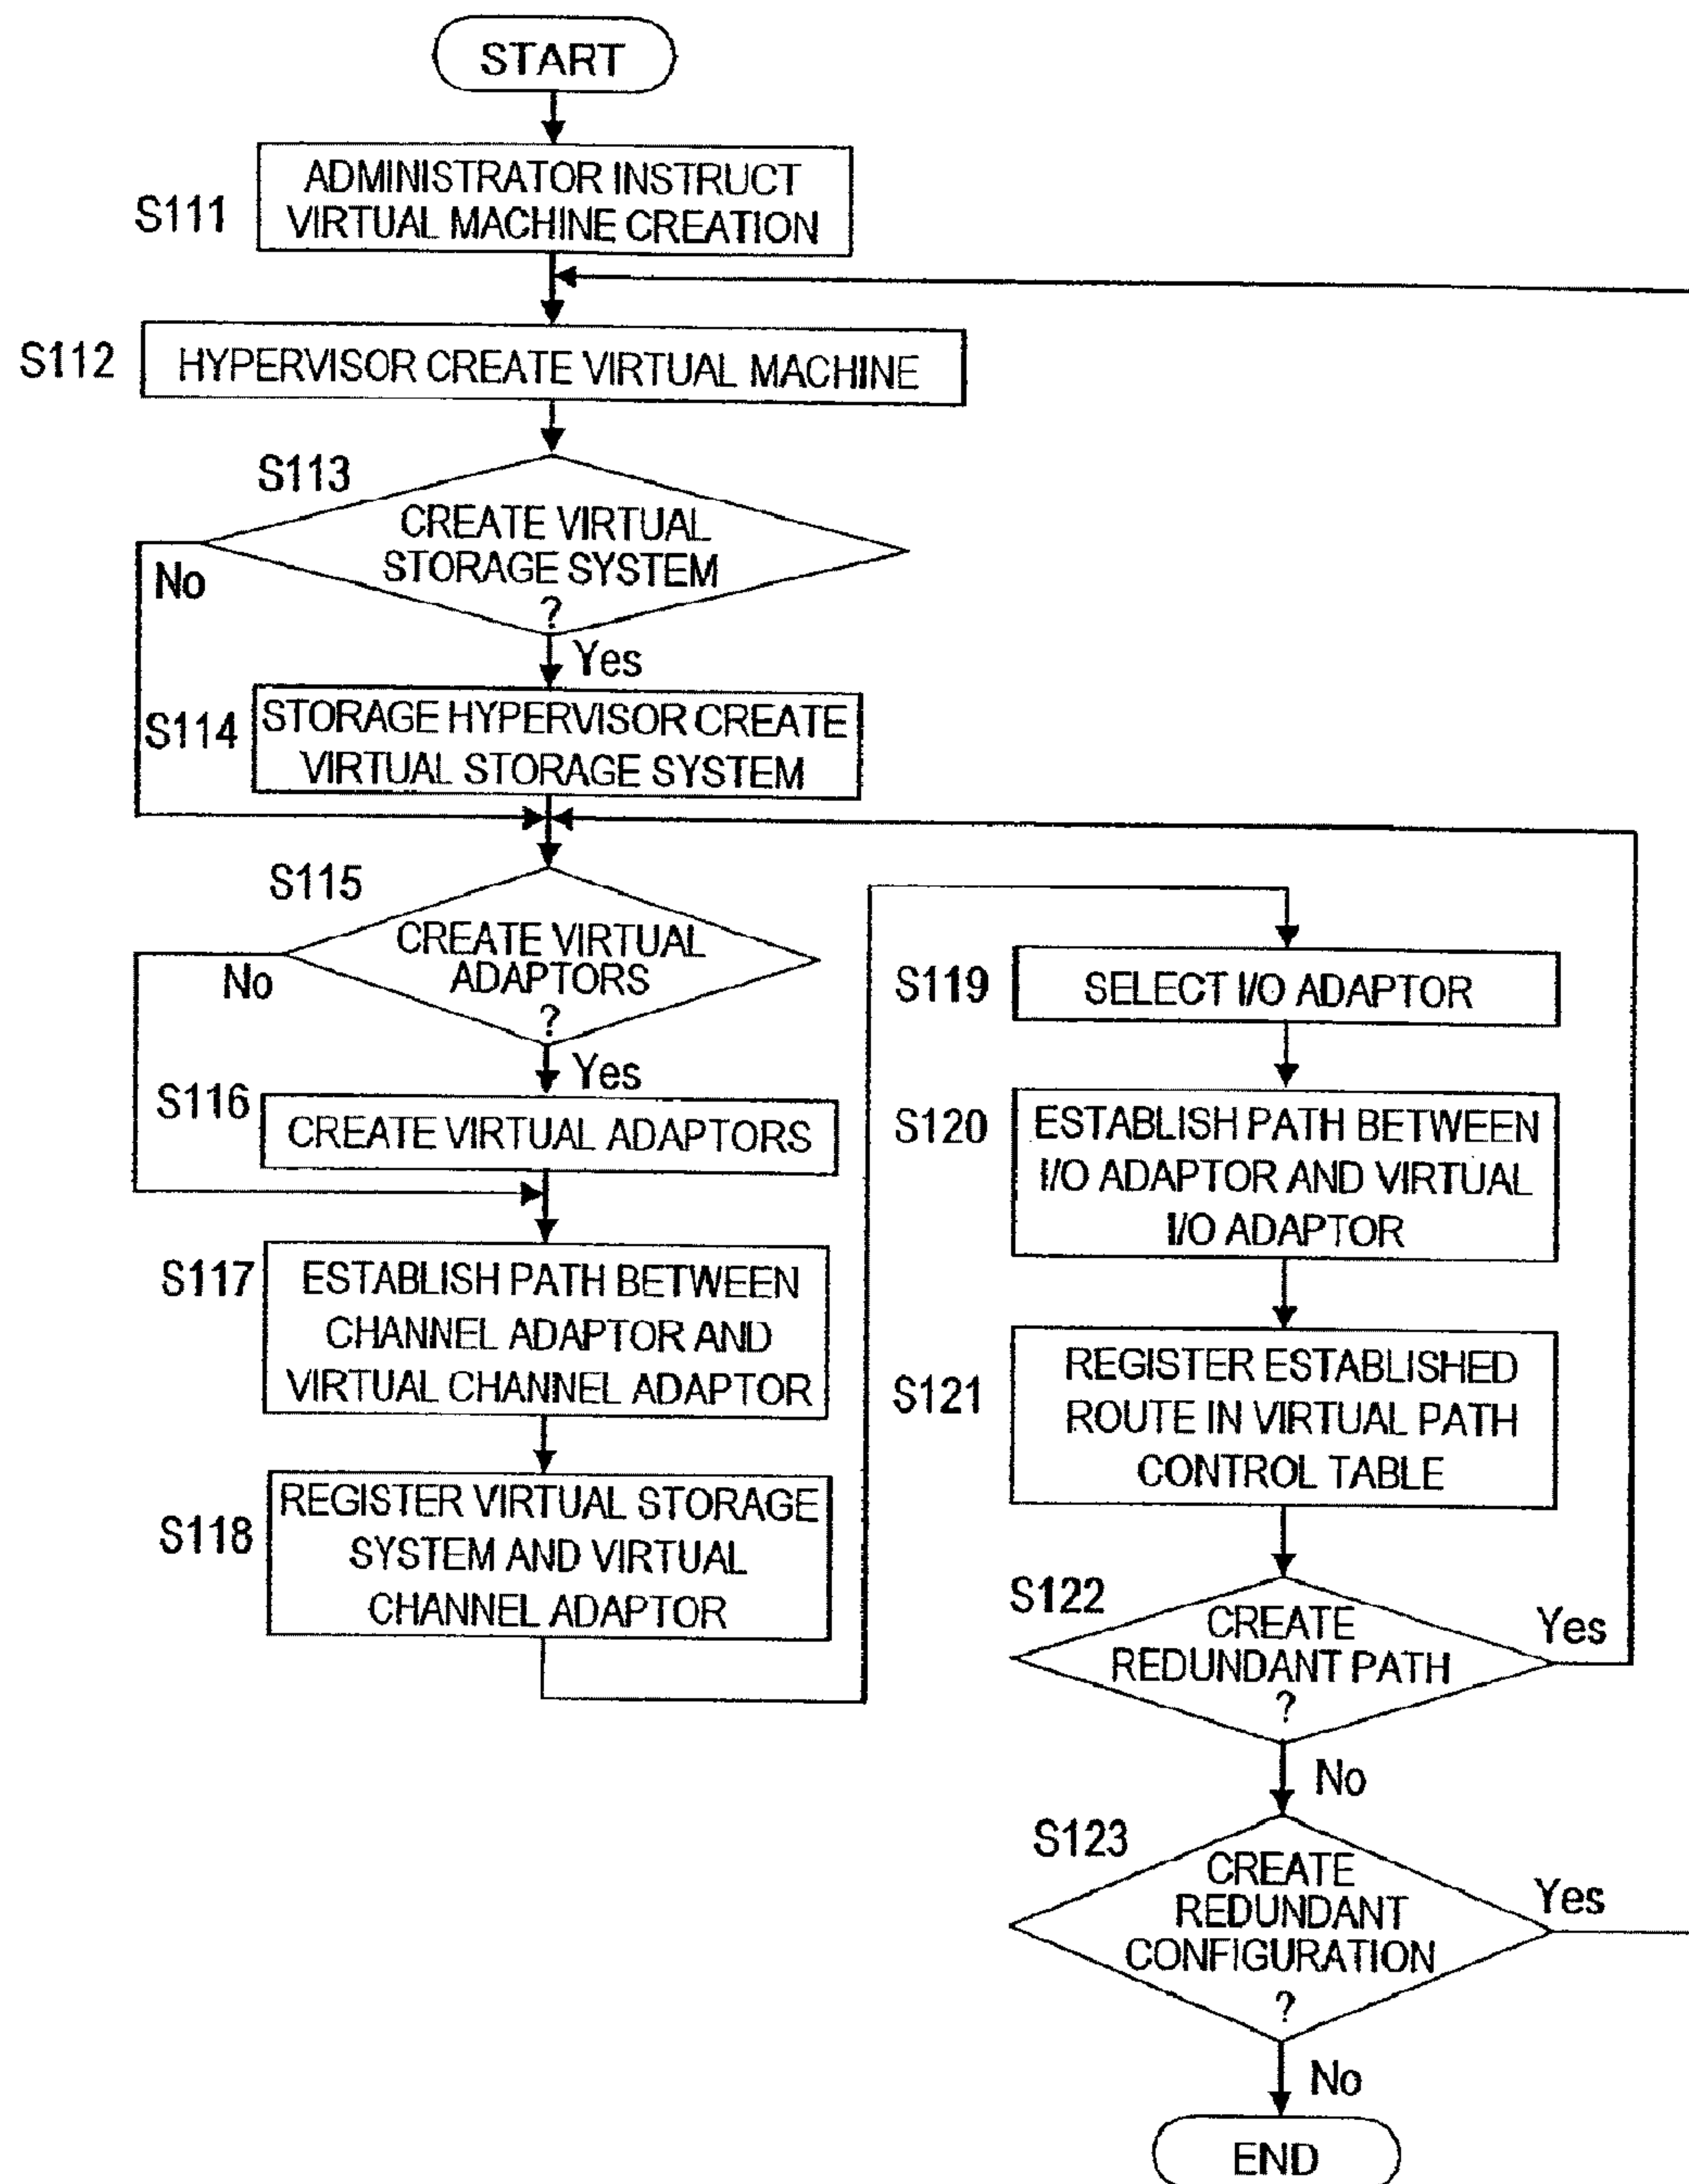 START
S111
ADMINISTRATOR INSTRUCT
VIRTUAL MACHINE CREATION
S112
HYPERVISOR CREATE VIRTUAL MACHINE
S113
CREATE VIRTUAL
STORAGE SYSTEM
?
No
Yes
S114
STORAGE HYPERVISOR CREATE
VIRTUAL STORAGE SYSTEM
S115
CREATE VIRTUAL
ADAPTORS
?
No
Yes
S116
CREATE VIRTUAL ADAPTORS
S117
ESTABLISH PATH BETWEEN
CHANNEL ADAPTOR AND
VIRTUAL CHANNEL ADAPTOR
S118
REGISTER VIRTUAL STORAGE
SYSTEM AND VIRTUAL
CHANNEL ADAPTOR
S119
SELECT I/O ADAPTOR
S120
ESTABLISH PATH BETWEEN
I/O ADAPTOR AND VIRTUAL
I/O ADAPTOR
S121
REGISTER ESTABLISHED
ROUTE IN VIRTUAL PATH
CONTROL TABLE
S122
CREATE
REDUNDANT PATH
?
Yes
No
S123
CREATE
REDUNDANT
CONFIGURATION
?
Yes
No
END